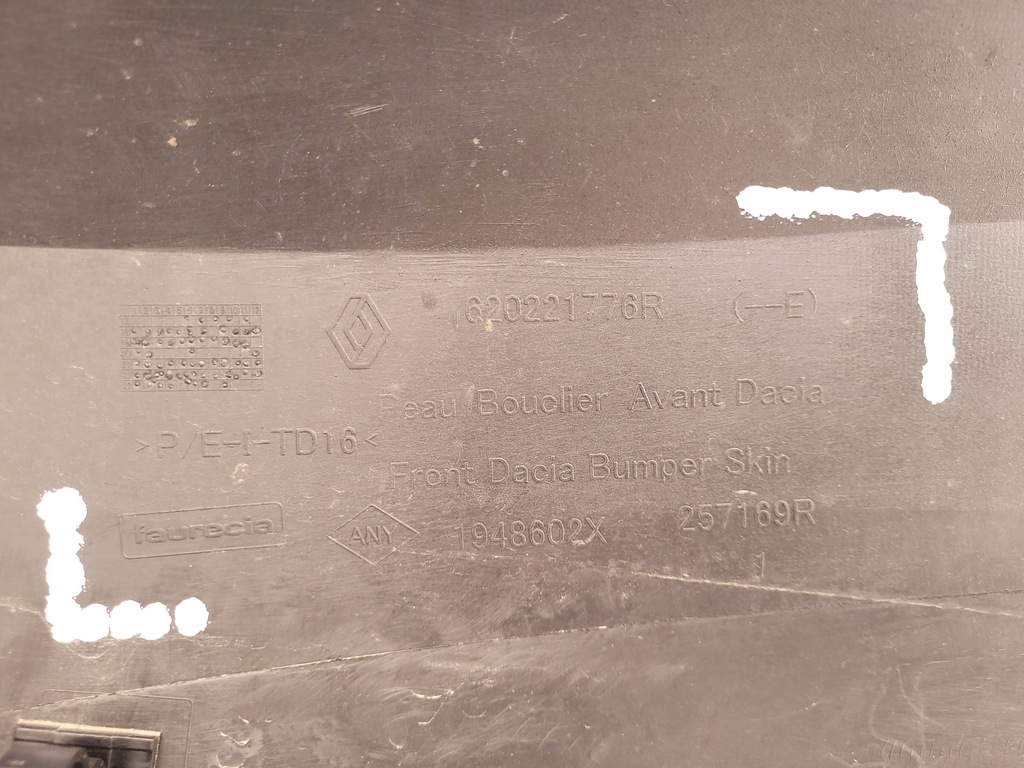 620221776R (—E)
Peau Bouclier Avant Dacia
>P/E-I-TD16<
Front Dacia Bumper Skin
faurecia ANY 1948602X 257169R
1